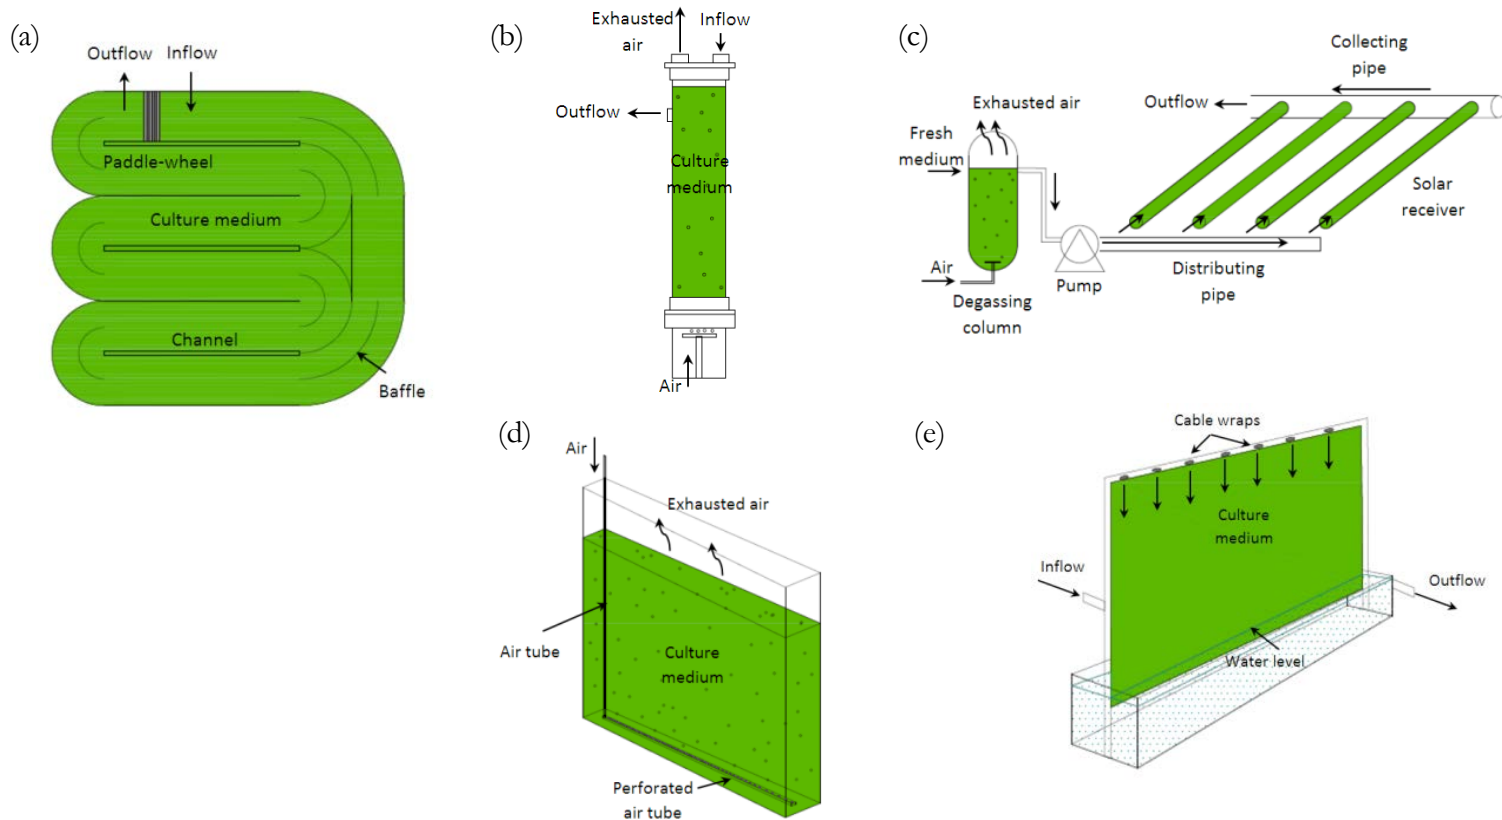 (a)
Outflow
Inflow
Paddle-wheel
Culture medium
Channel
Baffle
(b)
Exhausted
air
Inflow
Outflow
Culture
medium
Air
(c)
Collecting
pipe
Outflow
Exhausted air
Fresh
medium
Solar
receiver
Air
Degassing
column
Pump
Distributing
pipe
(d)
Air
Exhausted air
Air tube
Culture
medium
Perforated
air tube
(e)
Cable wraps
Culture
medium
Inflow
Outflow
Water level